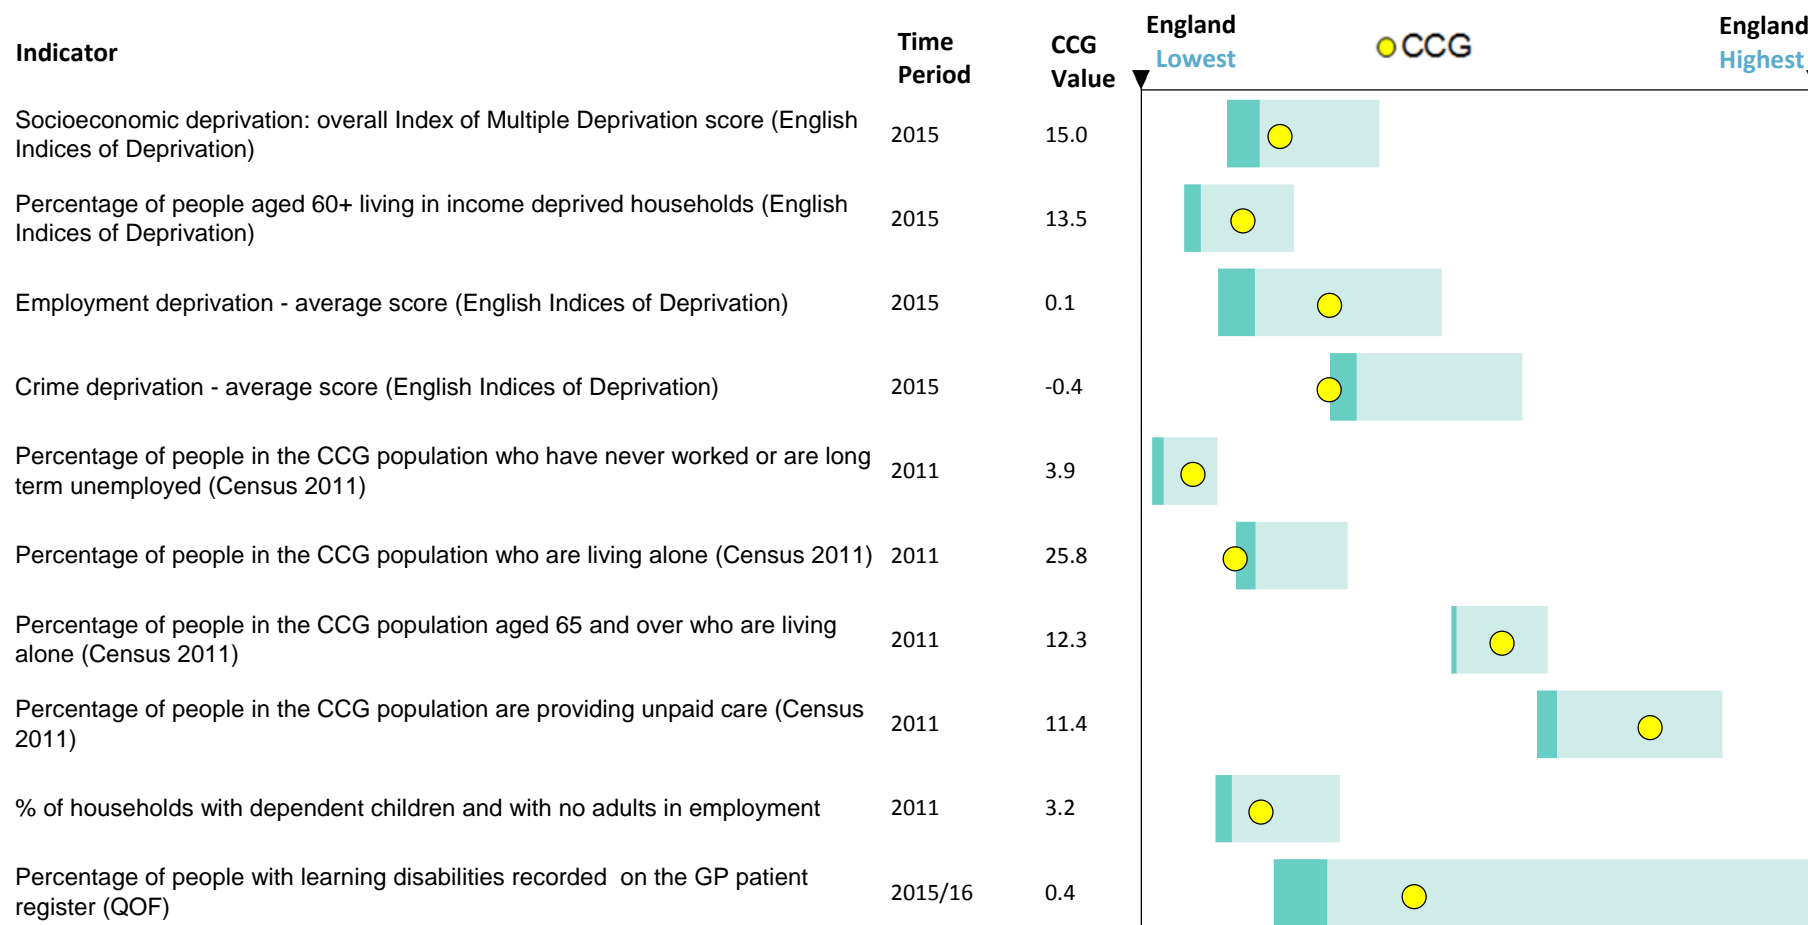 Indicator
Time
Period
CCG
Value
England
Lowest
CCG
England
Highest
Socioeconomic deprivation: overall Index of Multiple Deprivation score (English
Indices of Deprivation)
2015
15.0
Percentage of people aged 60+ living in income deprived households (English
Indices of Deprivation)
2015
13.5
Employment deprivation - average score (English Indices of Deprivation)
2015
0.1
Crime deprivation - average score (English Indices of Deprivation)
2015
-0.4
Percentage of people in the CCG population who have never worked or are long
term unemployed (Census 2011)
2011
3.9
Percentage of people in the CCG population who are living alone (Census 2011)
2011
25.8
Percentage of people in the CCG population aged 65 and over who are living
alone (Census 2011)
2011
12.3
Percentage of people in the CCG population are providing unpaid care (Census
2011)
2011
11.4
% of households with dependent children and with no adults in employment
2011
3.2
Percentage of people with learning disabilities recorded  on the GP patient
register (QOF)
2015/16
0.4